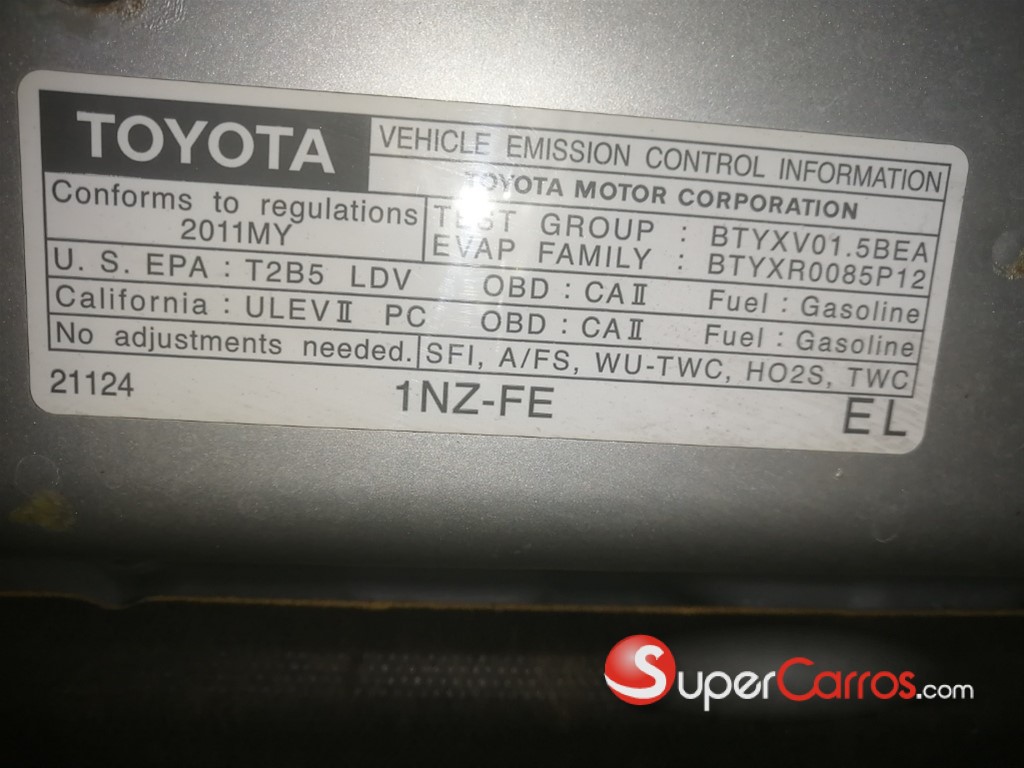 TOYOTA VEHICLE EMISSION CONTROL INFORMATION
TOYOTA MOTOR CORPORATION
Conforms to regulations
2011MY
TEST GROUP : BTYXV01.5BEA
EVAP FAMILY : BTYXR0085P12
U. S. EPA : T2B5 LDV OBD : CAⅡ Fuel : Gasoline
California : ULEVⅡ PC OBD : CAⅡ Fuel : Gasoline
No adjustments needed. SFI, A/FS, WU-TWC, HO2S, TWC
21124 1NZ-FE EL
SuperCarros.com